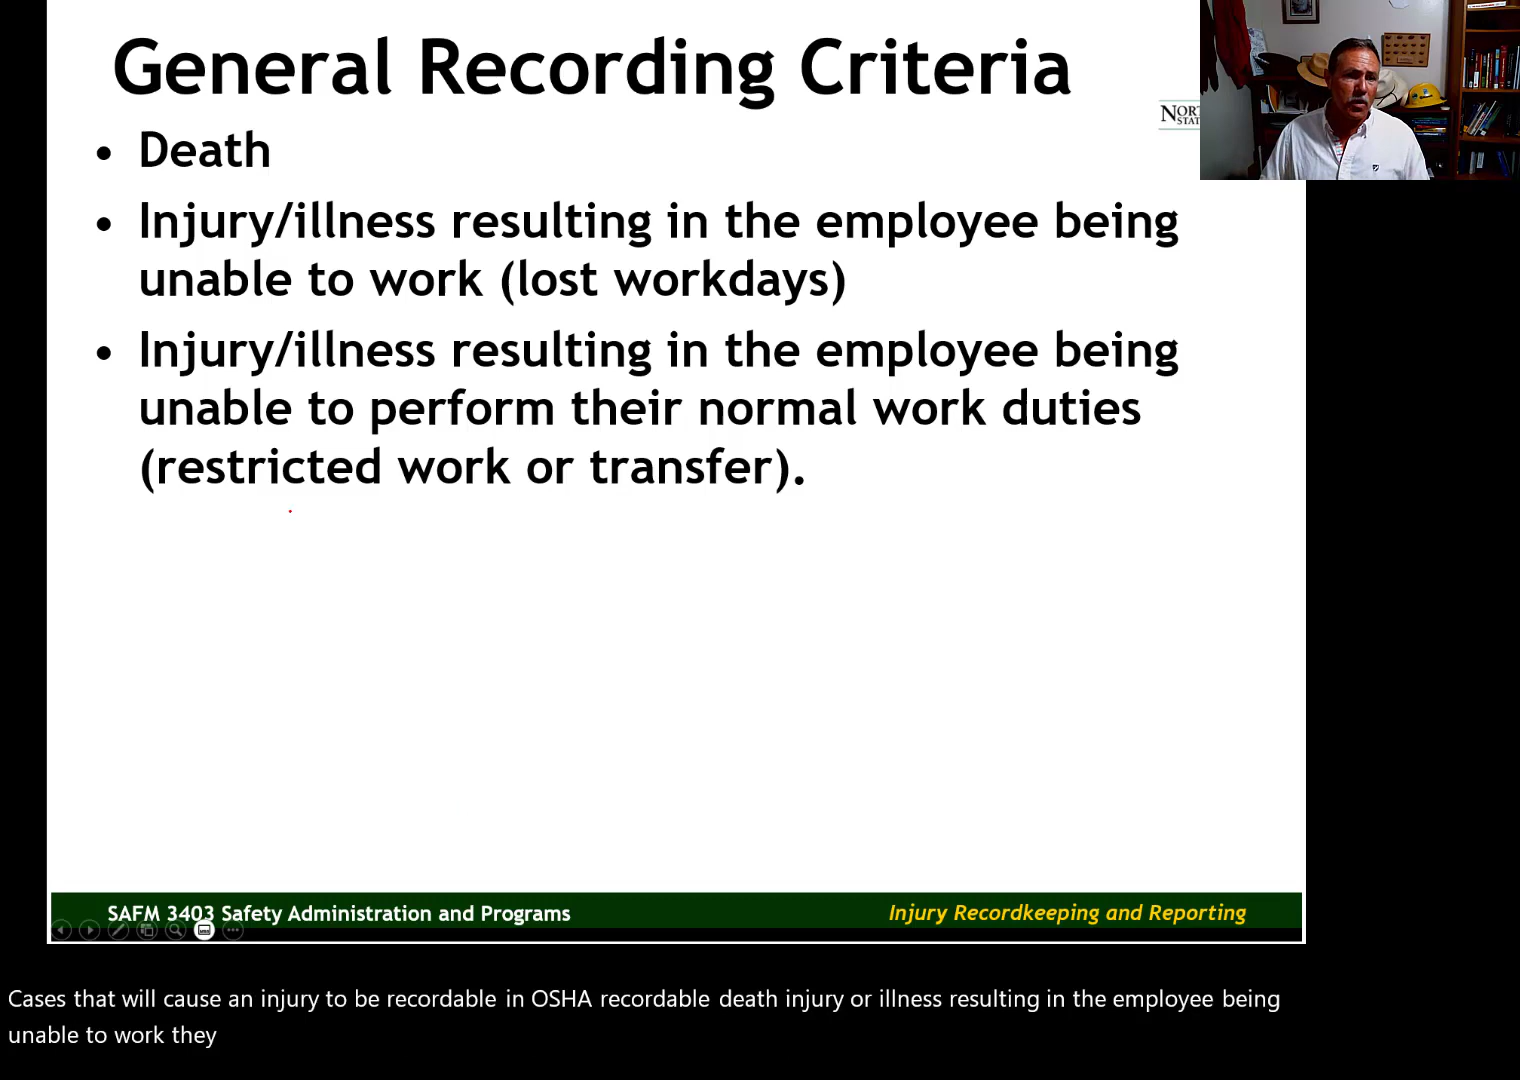 General Recording Criteria
• Death
• Injury/illness resulting in the employee being
unable to work (lost workdays)
• Injury/illness resulting in the employee being
unable to perform their normal work duties
(restricted work or transfer).
SAFM 3403 Safety Administration and Programs
Injury Recordkeeping and Reporting
Cases that will cause an injury to be recordable in OSHA recordable death injury or illness resulting in the employee being
unable to work they